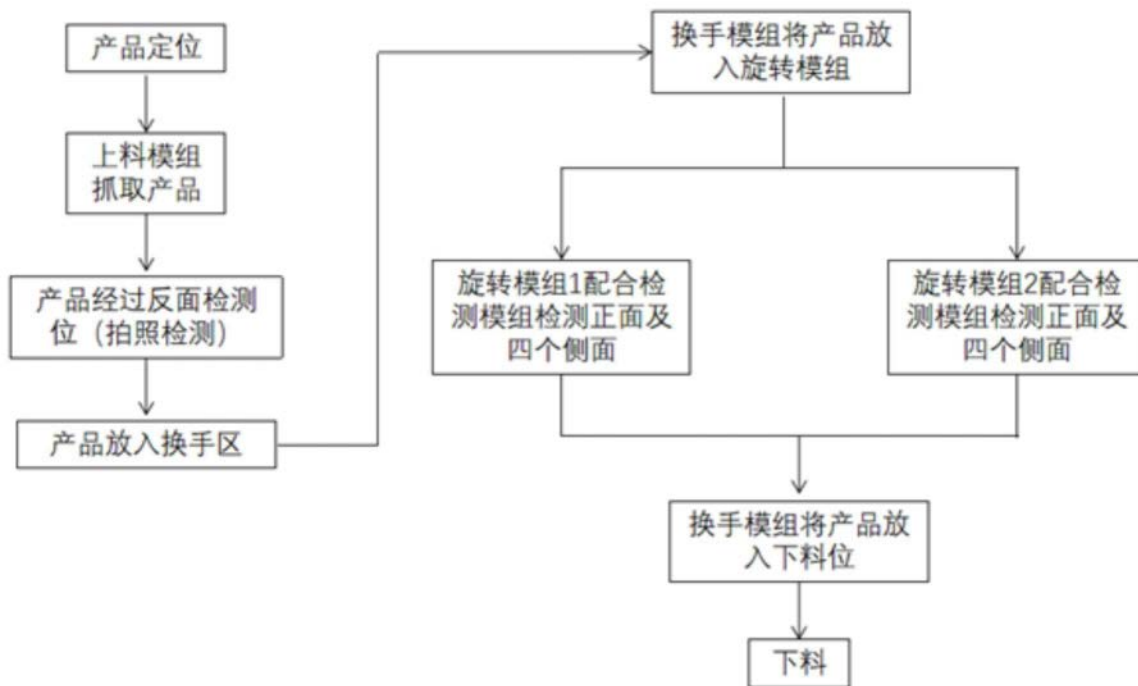 产品定位
上料模组
抓取产品
产品经过反面检测
位（拍照检测）
产品放入换手区
换手模组将产品放
入旋转模组
旋转模组1配合检
测模组检测正面及
四个侧面
旋转模组2配合检
测模组检测正面及
四个侧面
换手模组将产品放
入下料位
下料